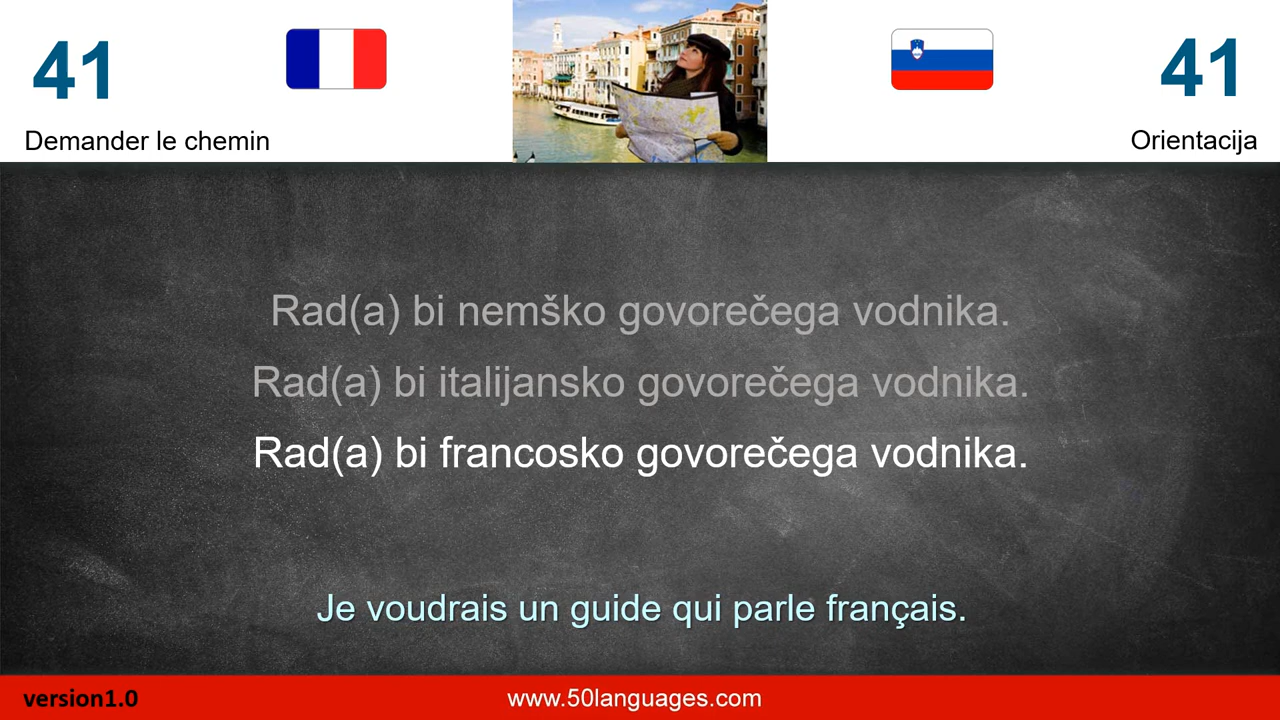 41
41
Demander le chemin
Orientacija
Rad(a) bi nemško govorečega vodnika.
Rad(a) bi italijansko govorečega vodnika.
Rad(a) bi francosko govorečega vodnika.
Je voudrais un guide qui parle français.
version1.0
www.50languages.com